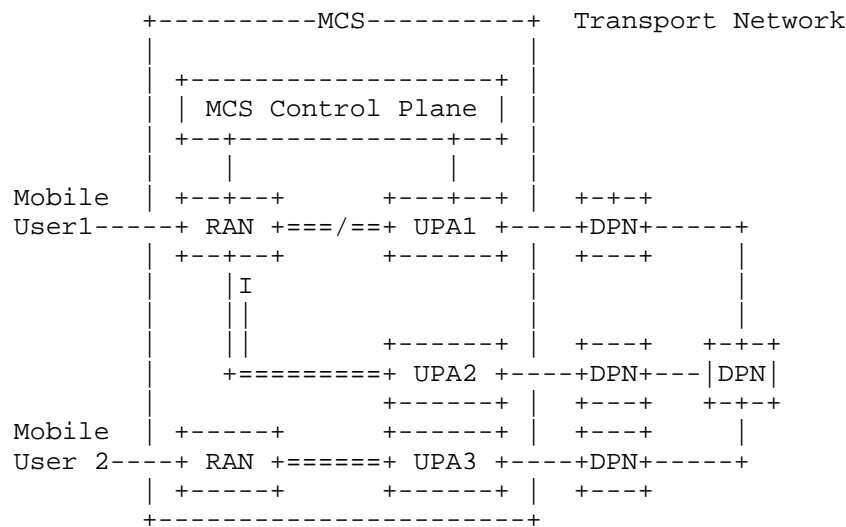 MCS Transport Network
MCS Control Plane
Mobile
User1 RAN UPA1 DPN
I
UPA2 DPN DPN
Mobile
User 2 RAN UPA3 DPN